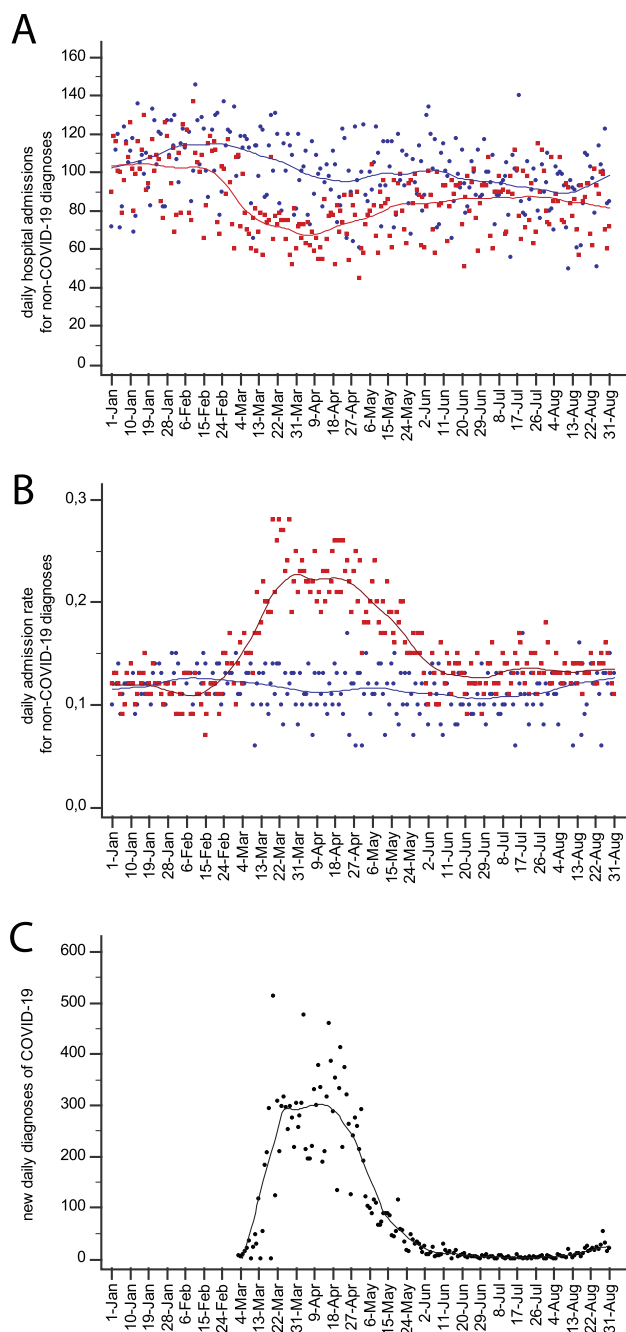 A
daily hospital admissions
for non-COVID-19 diagnoses
160
140
120
100
80
60
40
20
0
1-Jan
10-Jan
19-Jan
28-Jan
6-Feb
15-Feb
24-Feb
4-Mar
13-Mar
22-Mar
31-Mar
9-Apr
18-Apr
27-Apr
6-May
15-May
24-May
2-Jun
11-Jun
20-Jun
29-Jun
8-Jul
17-Jul
26-Jul
4-Aug
13-Aug
22-Aug
31-Aug
B
daily admission rate
for non-COVID-19 diagnoses
0,3
0,2
0,1
0,0
1-Jan
10-Jan
19-Jan
28-Jan
6-Feb
15-Feb
24-Feb
4-Mar
13-Mar
22-Mar
31-Mar
9-Apr
18-Apr
27-Apr
6-May
15-May
24-May
2-Jun
11-Jun
20-Jun
29-Jun
8-Jul
17-Jul
26-Jul
4-Aug
13-Aug
22-Aug
31-Aug
C
new daily diagnoses of COVID-19
600
500
400
300
200
100
0
1-Jan
10-Jan
19-Jan
28-Jan
6-Feb
15-Feb
24-Feb
4-Mar
13-Mar
22-Mar
31-Mar
9-Apr
18-Apr
27-Apr
6-May
15-May
24-May
2-Jun
11-Jun
20-Jun
29-Jun
8-Jul
17-Jul
26-Jul
4-Aug
13-Aug
22-Aug
31-Aug